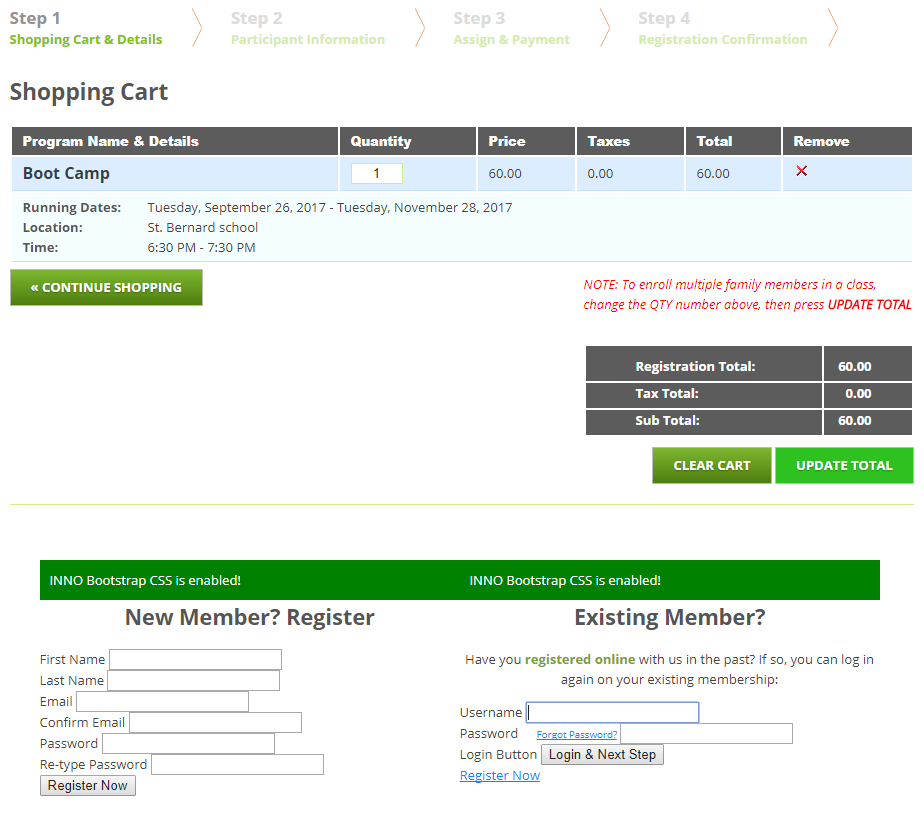 Step 1 Step 2 Step 3 Step 4
Shopping Cart & Details Participant Information Assign & Payment Registration Confirmation
Shopping Cart
Program Name & Details Quantity Price Taxes Total Remove
Boot Camp 1 60.00 0.00 60.00
Running Dates: Tuesday, September 26, 2017 - Tuesday, November 28, 2017
Location: St. Bernard school
Time: 6:30 PM - 7:30 PM
« CONTINUE SHOPPING
NOTE: To enroll multiple family members in a class,
change the QTY number above, then press UPDATE TOTAL
Registration Total: 60.00
Tax Total: 0.00
Sub Total: 60.00
CLEAR CART UPDATE TOTAL
INNO Bootstrap CSS is enabled! INNO Bootstrap CSS is enabled!
New Member? Register
First Name
Last Name
Email
Confirm Email
Password
Re-type Password
Register Now
Existing Member?
Have you registered online with us in the past? If so, you can log in
again on your existing membership:
Username
Password Forgot Password?
Login Button Login & Next Step
Register Now